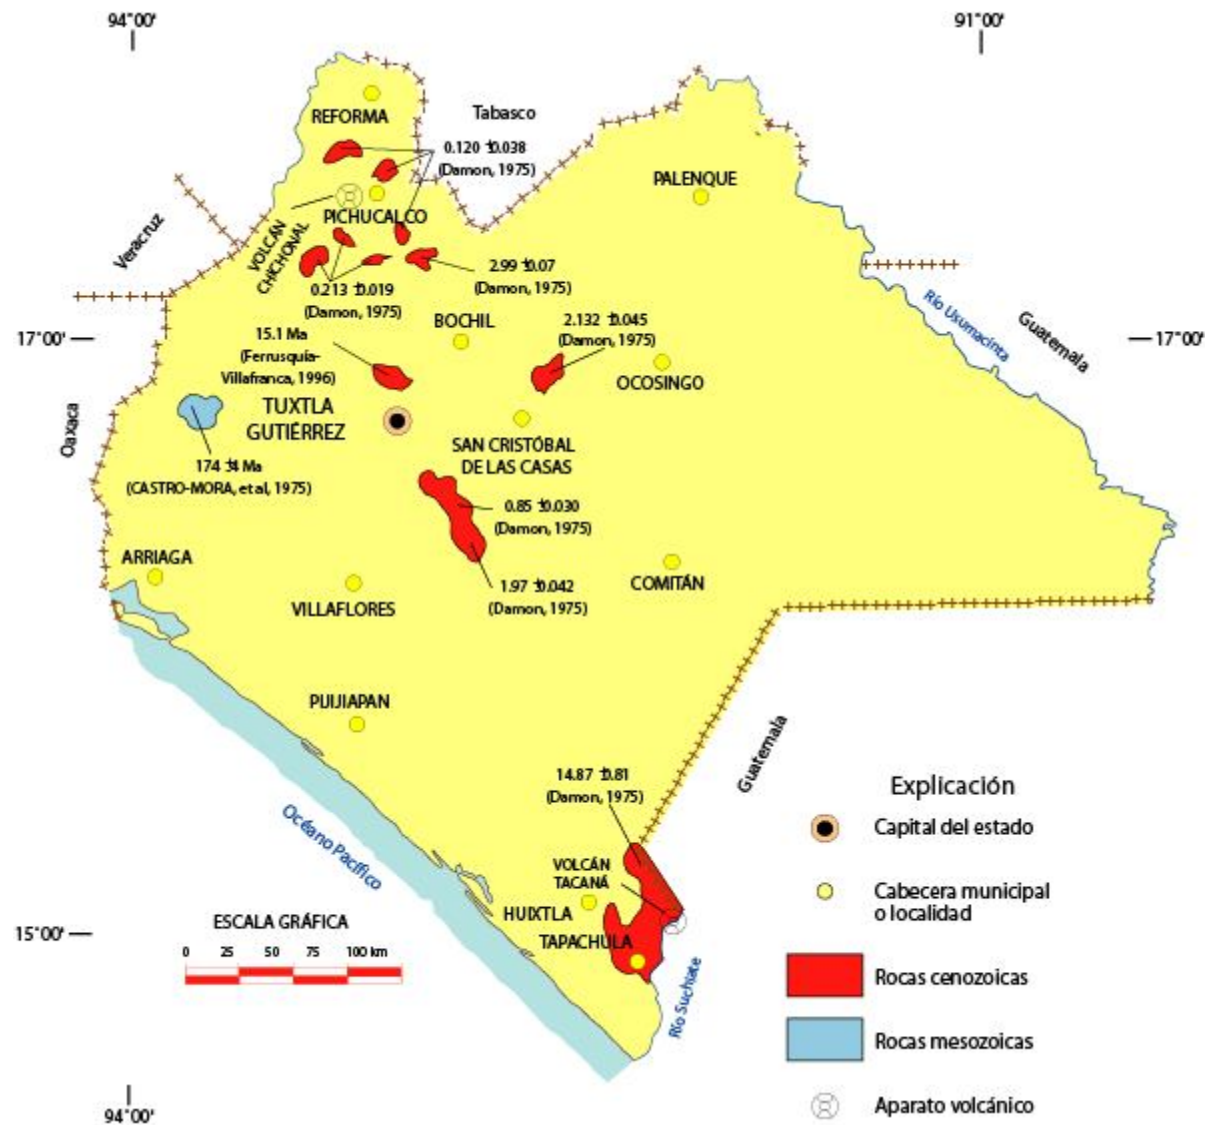 94°00'
91°00'
REFORMA
Tabasco
0.120 ±0.038
(Damon, 1975)
PALENQUE
Veracruz
PICHUCALCO
VOLCÁN
CHICHONAL
2.99 ±0.07
(Damon, 1975)
0.213 ±0.019
(Damon, 1975)
Río Usumacinta
Guatemala
17°00'
17°00'
15.1 Ma
(Ferrusquía-
Villafranca, 1996)
BOCHIL
2.132 ±0.045
(Damon, 1975)
OCOSINGO
Oaxaca
TUXTLA
GUTIÉRREZ
SAN CRISTÓBAL
DE LAS CASAS
174 ±4 Ma
(CASTRO-MORA, et al, 1975)
0.85 ±0.030
(Damon, 1975)
ARRIAGA
VILLAFLORES
1.97 ±0.042
(Damon, 1975)
COMITÁN
PIJIJIAPAN
Guatemala
14.87 ±0.81
(Damon, 1975)
Océano Pacífico
VOLCÁN
TACANÁ
HUIXTLA
TAPACHULA
Río Suchiate
15°00'
ESCALA GRÁFICA
0 25 50 75 100 km
94°00'
Explicación
Capital del estado
Cabecera municipal
o localidad
Rocas cenozoicas
Rocas mesozoicas
Aparato volcánico